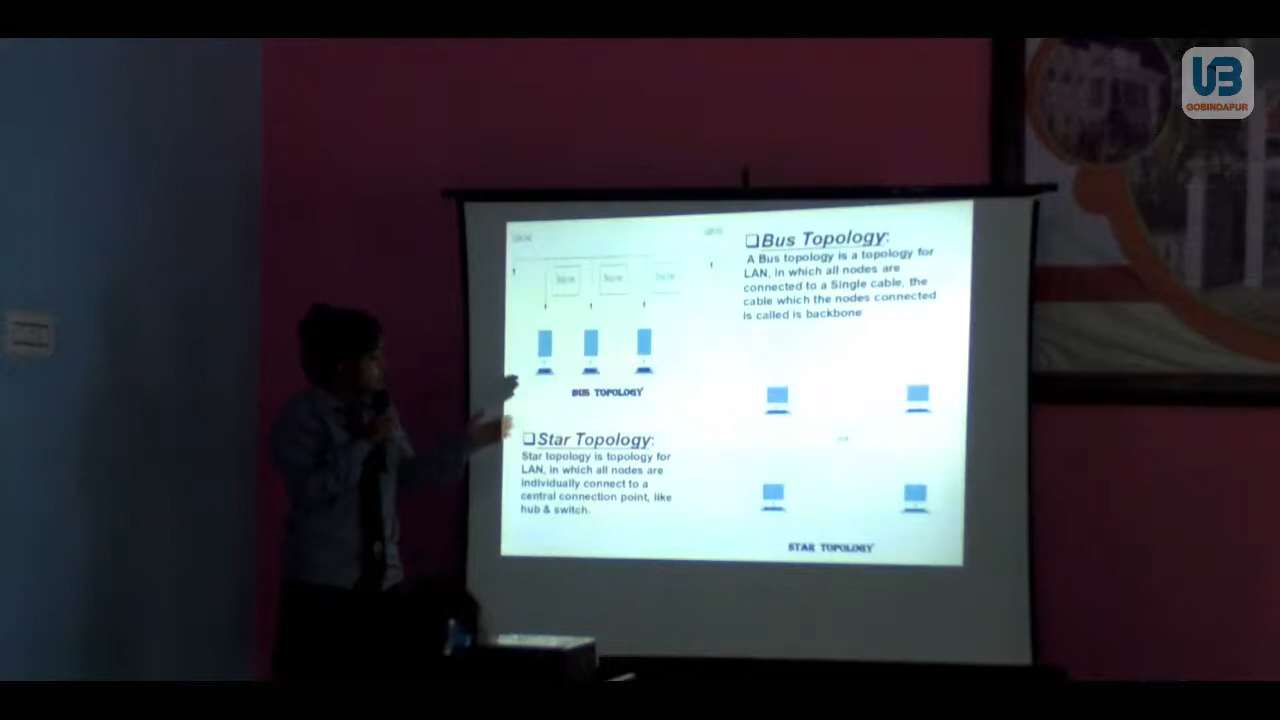 UB
GOBINDAPUR
❑Bus Topology:
A Bus topology is a topology for
LAN, in which all nodes are
connected to a Single cable, the
cable which the nodes connected
is called is backbone
BUS TOPOLOGY
❑Star Topology:
Star topology is topology for
LAN, in which all nodes are
individually connect to a
central connection point, like
hub & switch.
STAR TOPOLOGY